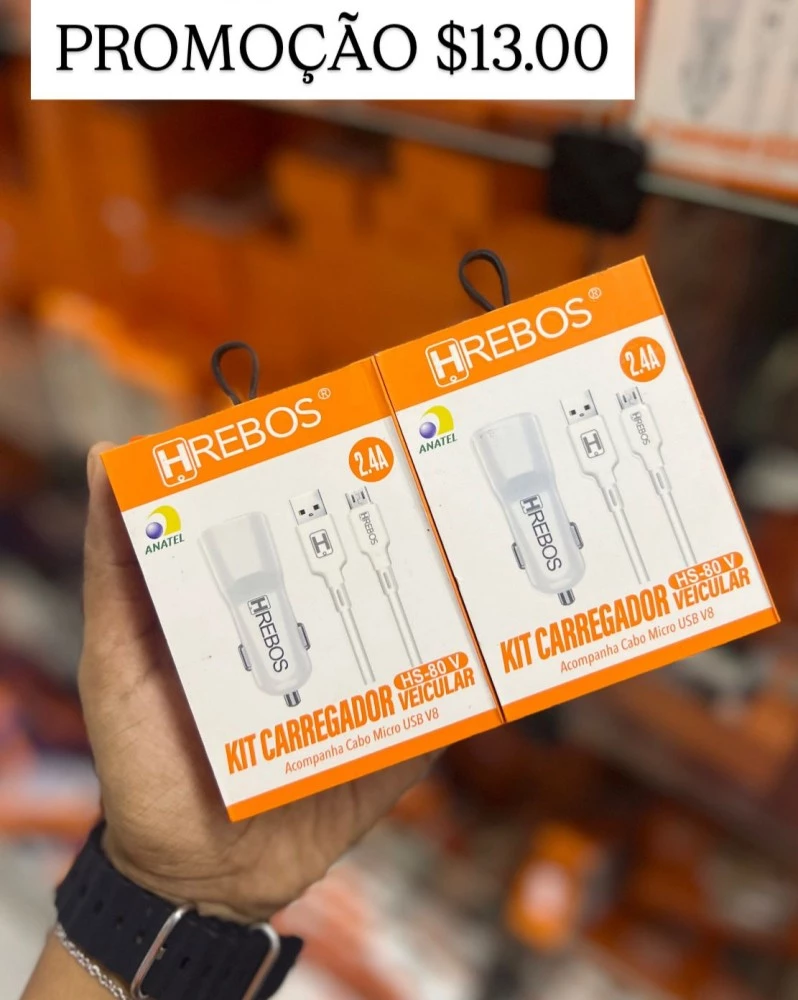 PROMOÇÃO $13.00
HREBOS®
2.4A
ANATEL
HREBOS
H
HREBOS
HS-80 V
KIT CARREGADOR VEICULAR
Acompanha Cabo Micro USB V8
HREBOS®
2.4A
ANATEL
HREBOS
H
HREBOS
HS-80 V
KIT CARREGADOR VEICULAR
Acompanha Cabo Micro USB V8